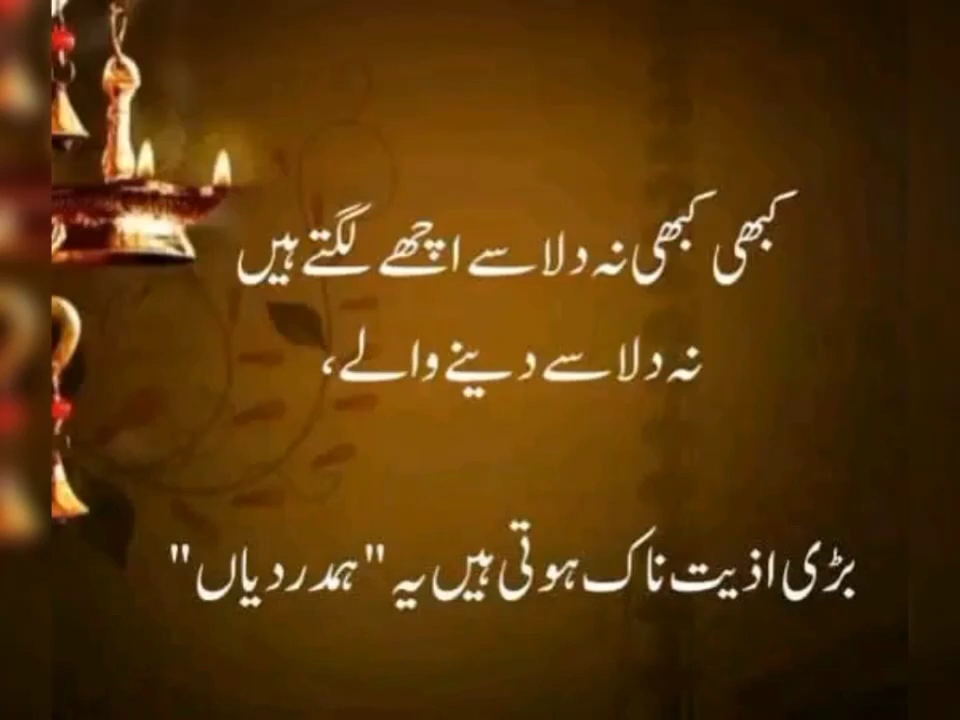 کبھی کبھی نہ دلاسے اچھے لگتے ہیں
نہ دلاسے دینے والے،
بڑی اذیت ناک ہوتی ہیں یہ "ہمدردیاں"